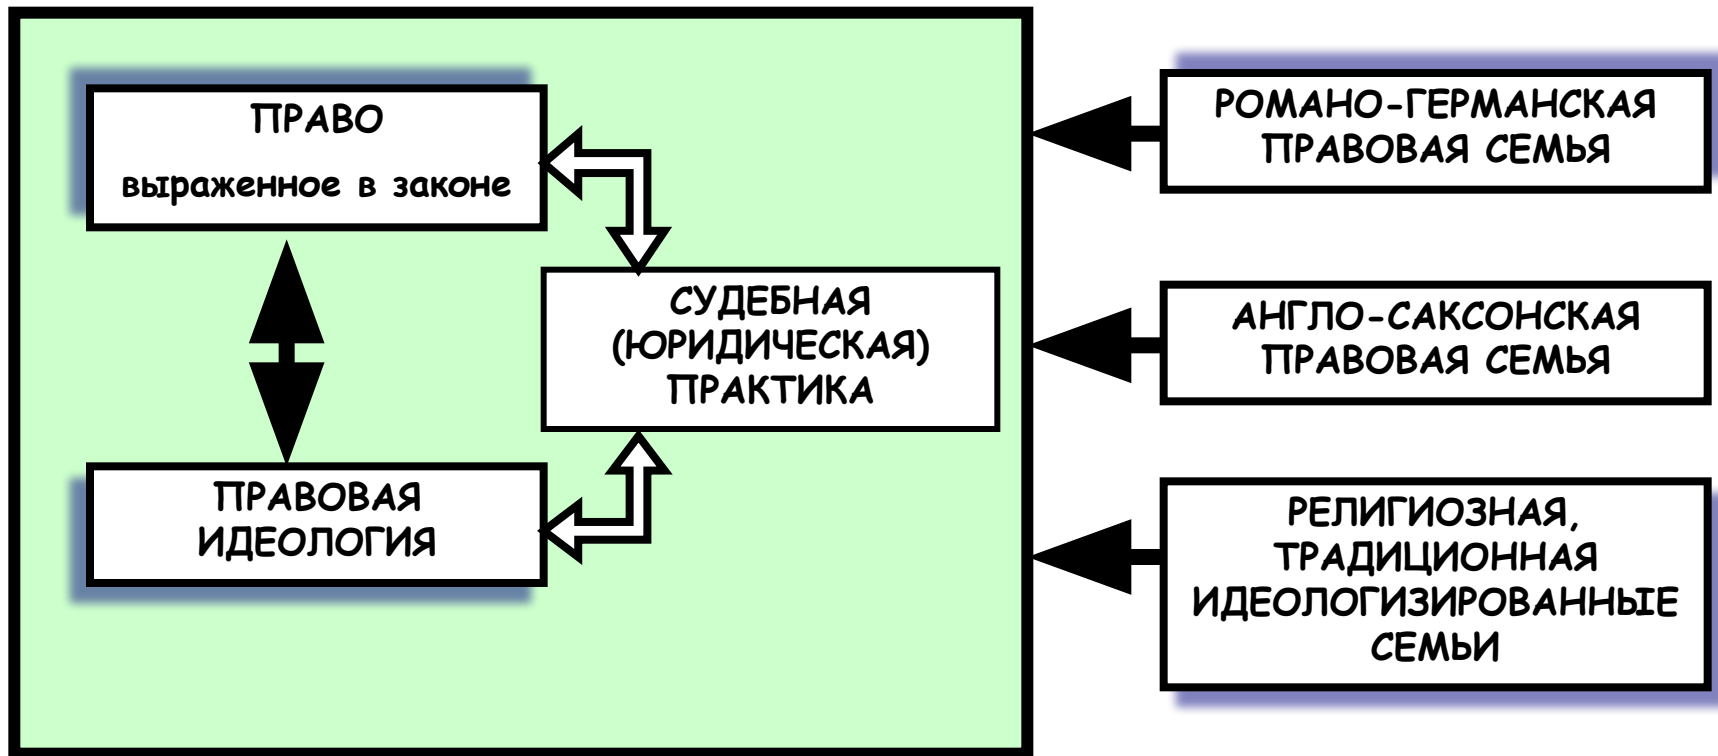 ПРАВО
выраженное в законе
СУДЕБНАЯ
(ЮРИДИЧЕСКАЯ)
ПРАКТИКА
ПРАВОВАЯ
ИДЕОЛОГИЯ
РОМАНО-ГЕРМАНСКАЯ
ПРАВОВАЯ СЕМЬЯ
АНГЛО-САКСОНСКАЯ
ПРАВОВАЯ СЕМЬЯ
РЕЛИГИОЗНАЯ,
ТРАДИЦИОННАЯ
ИДЕОЛОГИЗИРОВАННЫЕ
СЕМЬИ